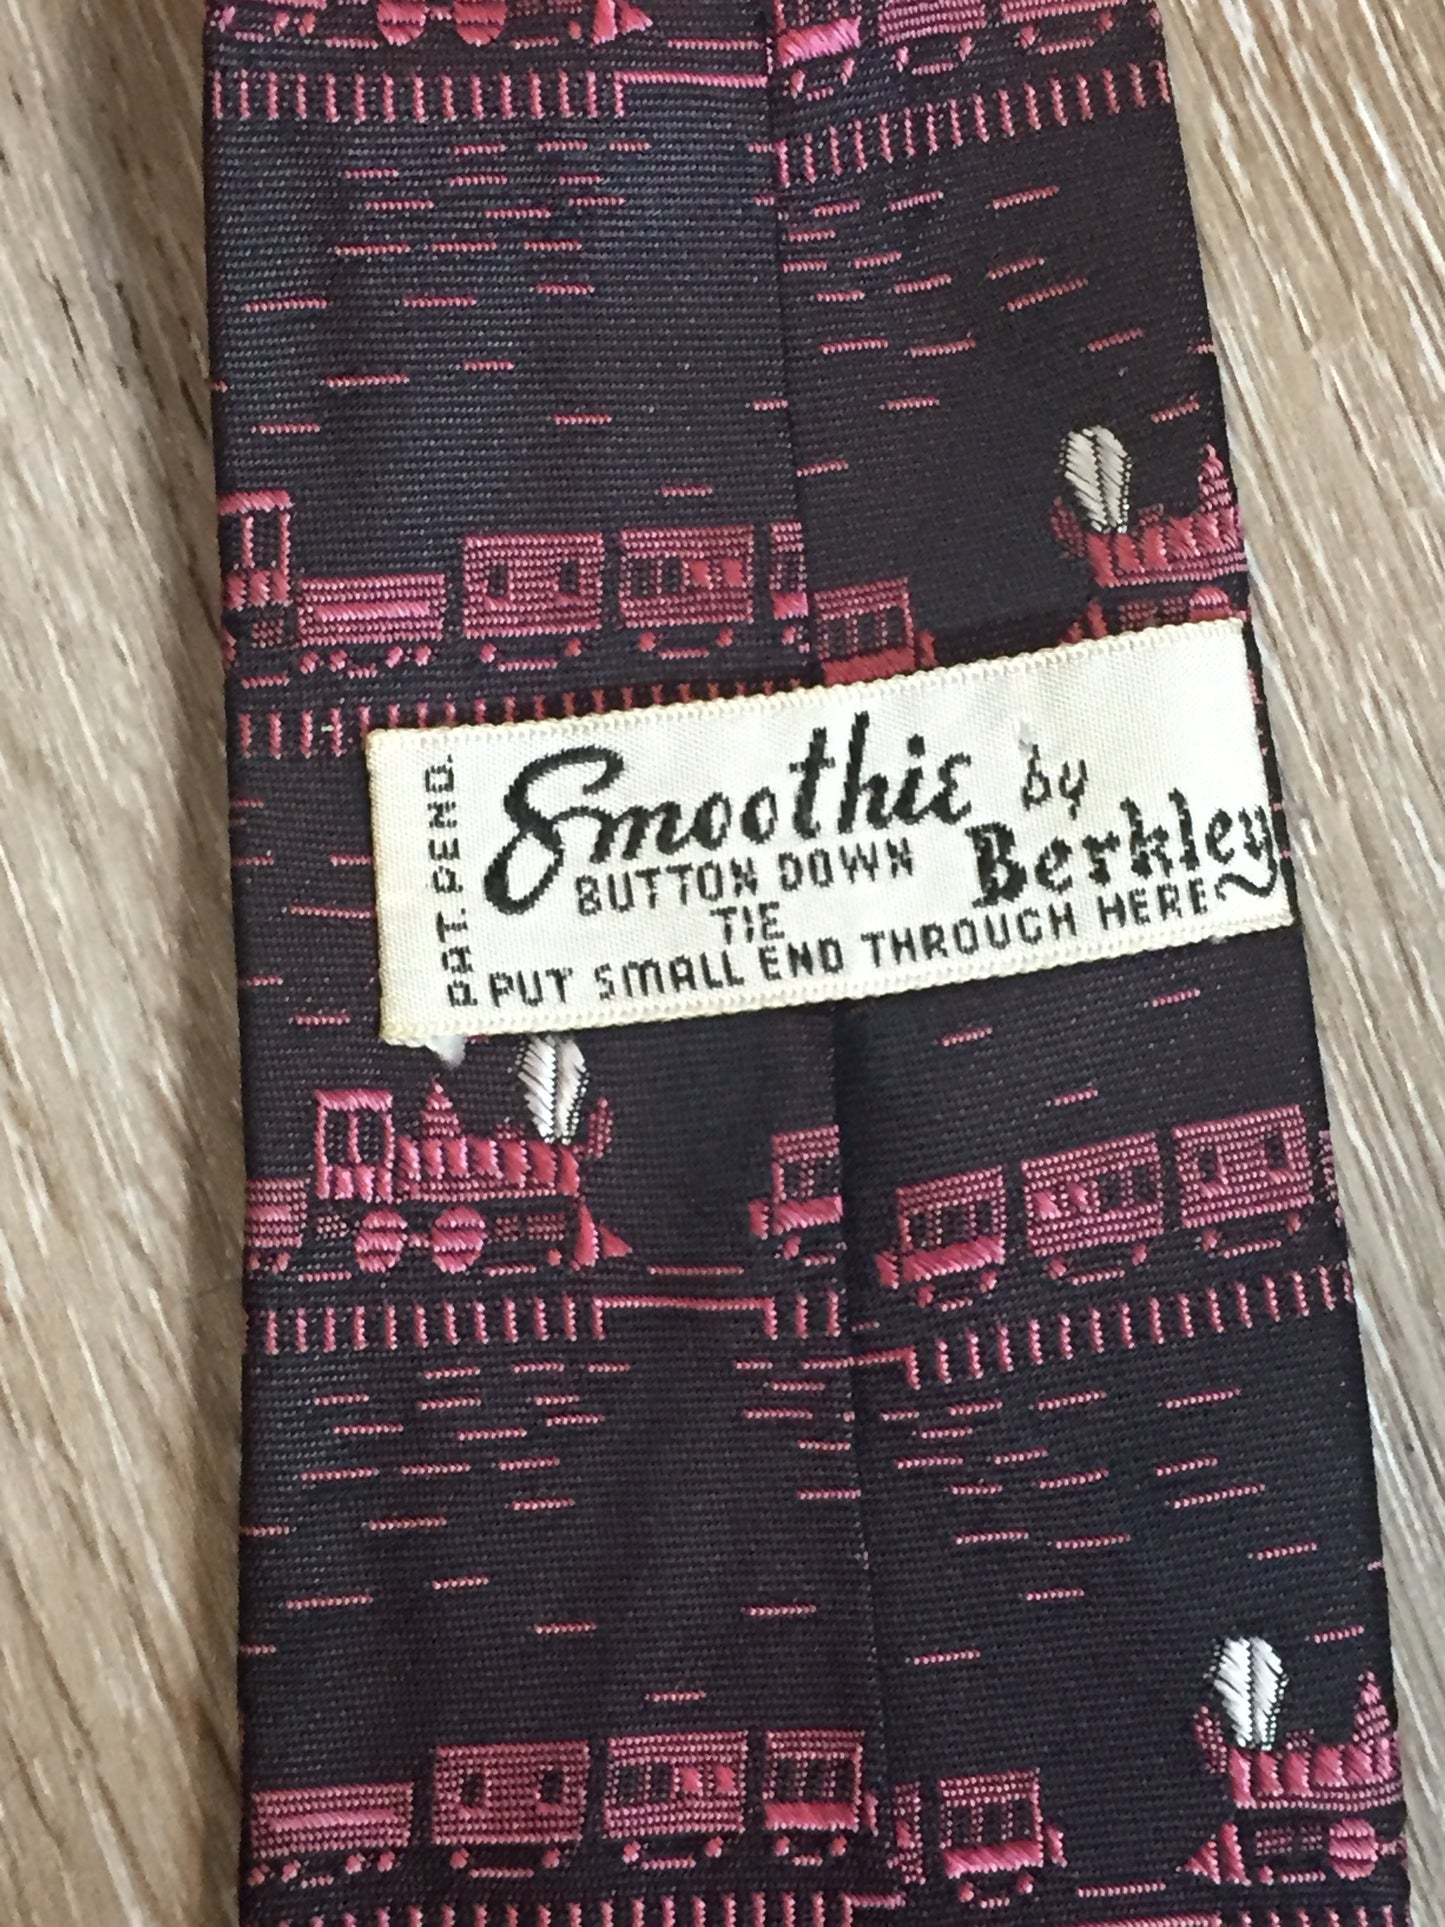 PAT. PEND.
Smoothie by
Berkley
BUTTON DOWN
TIE
PUT SMALL END THROUGH HERE